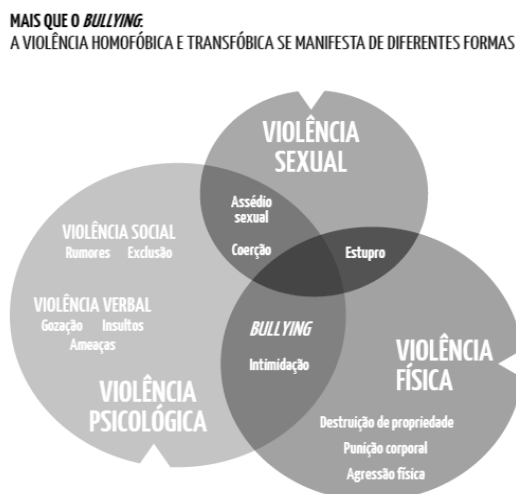 MAIS QUE O BULLYING:
A VIOLÊNCIA HOMOFÓBICA E TRANSFÓBICA SE MANIFESTA DE DIFERENTES FORMAS
VIOLÊNCIA
SEXUAL
Assédio
sexual
Coerção
Estupro
VIOLÊNCIA SOCIAL
Rumores Exclusão
VIOLÊNCIA VERBAL
Gozação Insultos
Ameaças
VIOLÊNCIA
PSICOLÓGICA
BULLYING
Intimidação
VIOLÊNCIA
FÍSICA
Destruição de propriedade
Punição corporal
Agressão física